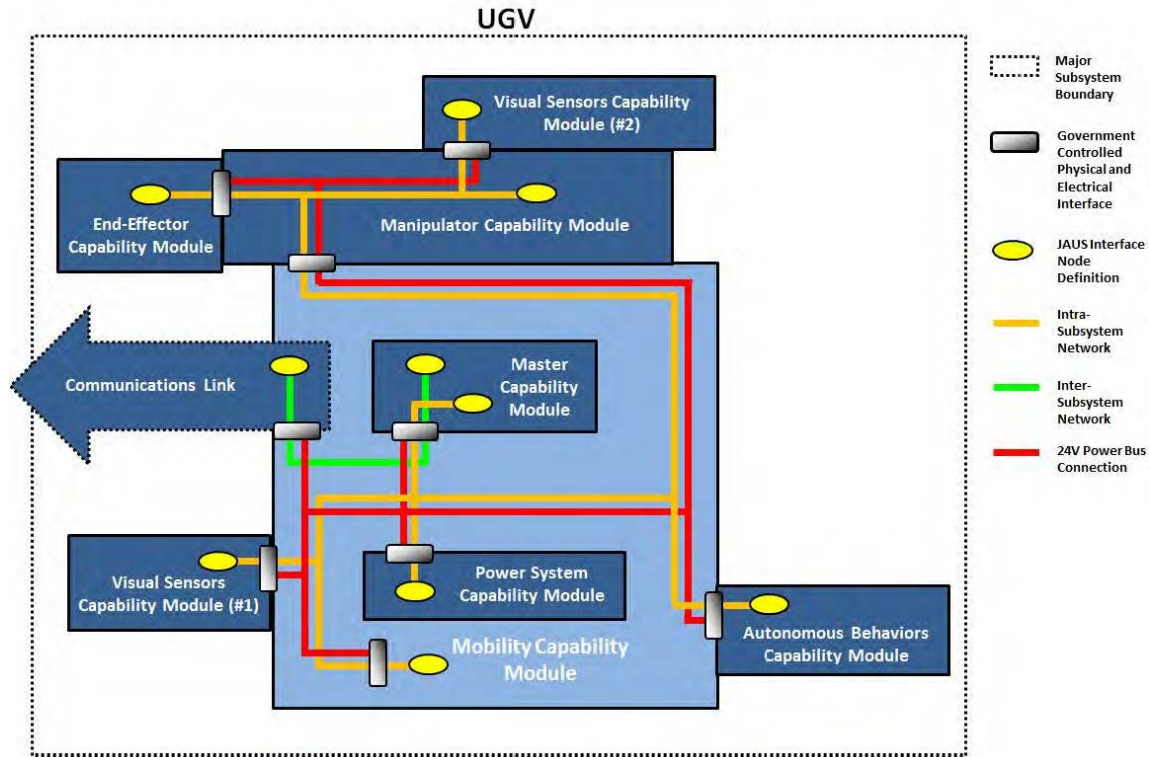 UGV
Visual Sensors Capability
Module (#2)
End-Effector
Capability Module
Manipulator Capability Module
Communications Link
Master
Capability
Module
Visual Sensors
Capability Module (#1)
Power System
Capability Module
Mobility Capability
Module
Autonomous Behaviors
Capability Module
Major
Subsystem
Boundary
Government
Controlled
Physical and
Electrical
Interface
JAUS Interface
Node
Definition
Intra-
Subsystem
Network
Inter-
Subsystem
Network
24V Power Bus
Connection